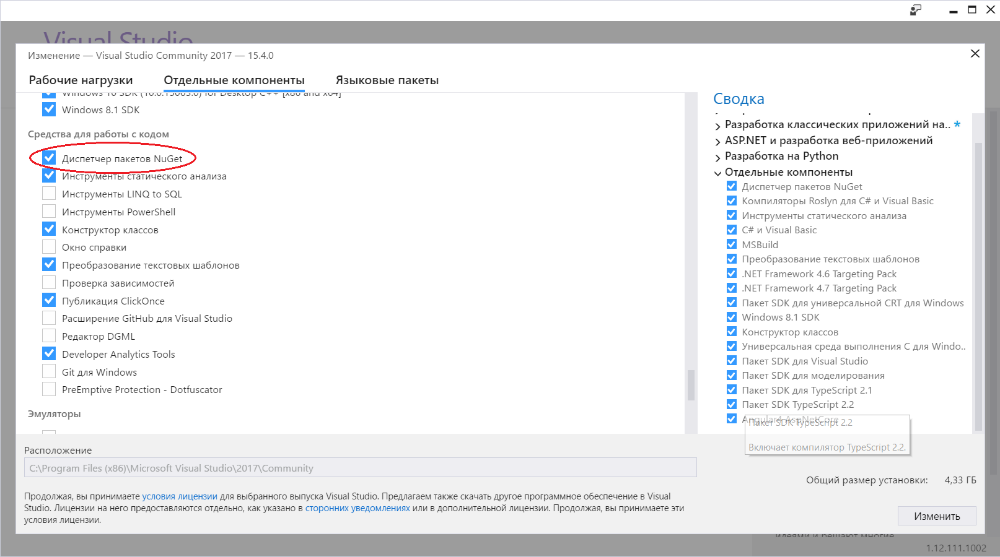 Visual Studio
Изменение — Visual Studio Community 2017 — 15.4.0
Рабочие нагрузки
Отдельные компоненты
Языковые пакеты
Windows 10 SDK (10.0.15063.0) for Desktop C++ [x86 and x64]
Windows 8.1 SDK
Средства для работы с кодом
Диспетчер пакетов NuGet
Инструменты статического анализа
Инструменты LINQ to SQL
Инструменты PowerShell
Конструктор классов
Окно справки
Преобразование текстовых шаблонов
Проверка зависимостей
Публикация ClickOnce
Расширение GitHub для Visual Studio
Редактор DGML
Developer Analytics Tools
Git для Windows
PreEmptive Protection - Dotfuscator
Эмуляторы
Сводка
Разработка классических приложений на.. *
ASP.NET и разработка веб-приложений
Разработка на Python
Отдельные компоненты
Диспетчер пакетов NuGet
Компиляторы Roslyn для C# и Visual Basic
Инструменты статического анализа
C# и Visual Basic
MSBuild
Преобразование текстовых шаблонов
.NET Framework 4.6 Targeting Pack
.NET Framework 4.7 Targeting Pack
Пакет SDK для универсальной CRT для Windows
Windows 8.1 SDK
Конструктор классов
Универсальная среда выполнения C для Windo..
Пакет SDK для Visual Studio
Пакет SDK для моделирования
Пакет SDK для TypeScript 2.1
Пакет SDK TypeScript 2.2
Angular4 AspNetCore
Пакет SDK TypeScript 2.2
Включает компилятор TypeScript 2.2.
Расположение
C:\Program Files (x86)\Microsoft Visual Studio\2017\Community
Продолжая, вы принимаете условия лицензии для выбранного выпуска Visual Studio. Предлагаем также скачать другое программное обеспечение в Visual
Studio. Лицензии на него предоставляются отдельно, как указано в сторонних уведомлениях или в дополнительной лицензии. Продолжая, вы принимаете эти
условия лицензии.
Общий размер установки: 4,33 ГБ
Изменить
идеями и решают многие
1.12.111.1002